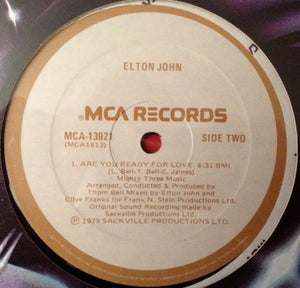 ELTON JOHN
MCA RECORDS
MCA-13921
(MCA1813)
SIDE TWO
1. ARE YOU READY FOR LOVE 8:31 BMI
(L. Bell-T. Bell-C. James)
Mighty Three Music
Arranged, Conducted & Produced by
Thom Bell Mixed by Elton John and
Clive Franks for Frank N. Stein Productions Ltd.
Original Sound Recording made by
Sackville Productions Ltd.
℗ 1979 SACKVILLE PRODUCTIONS LTD.